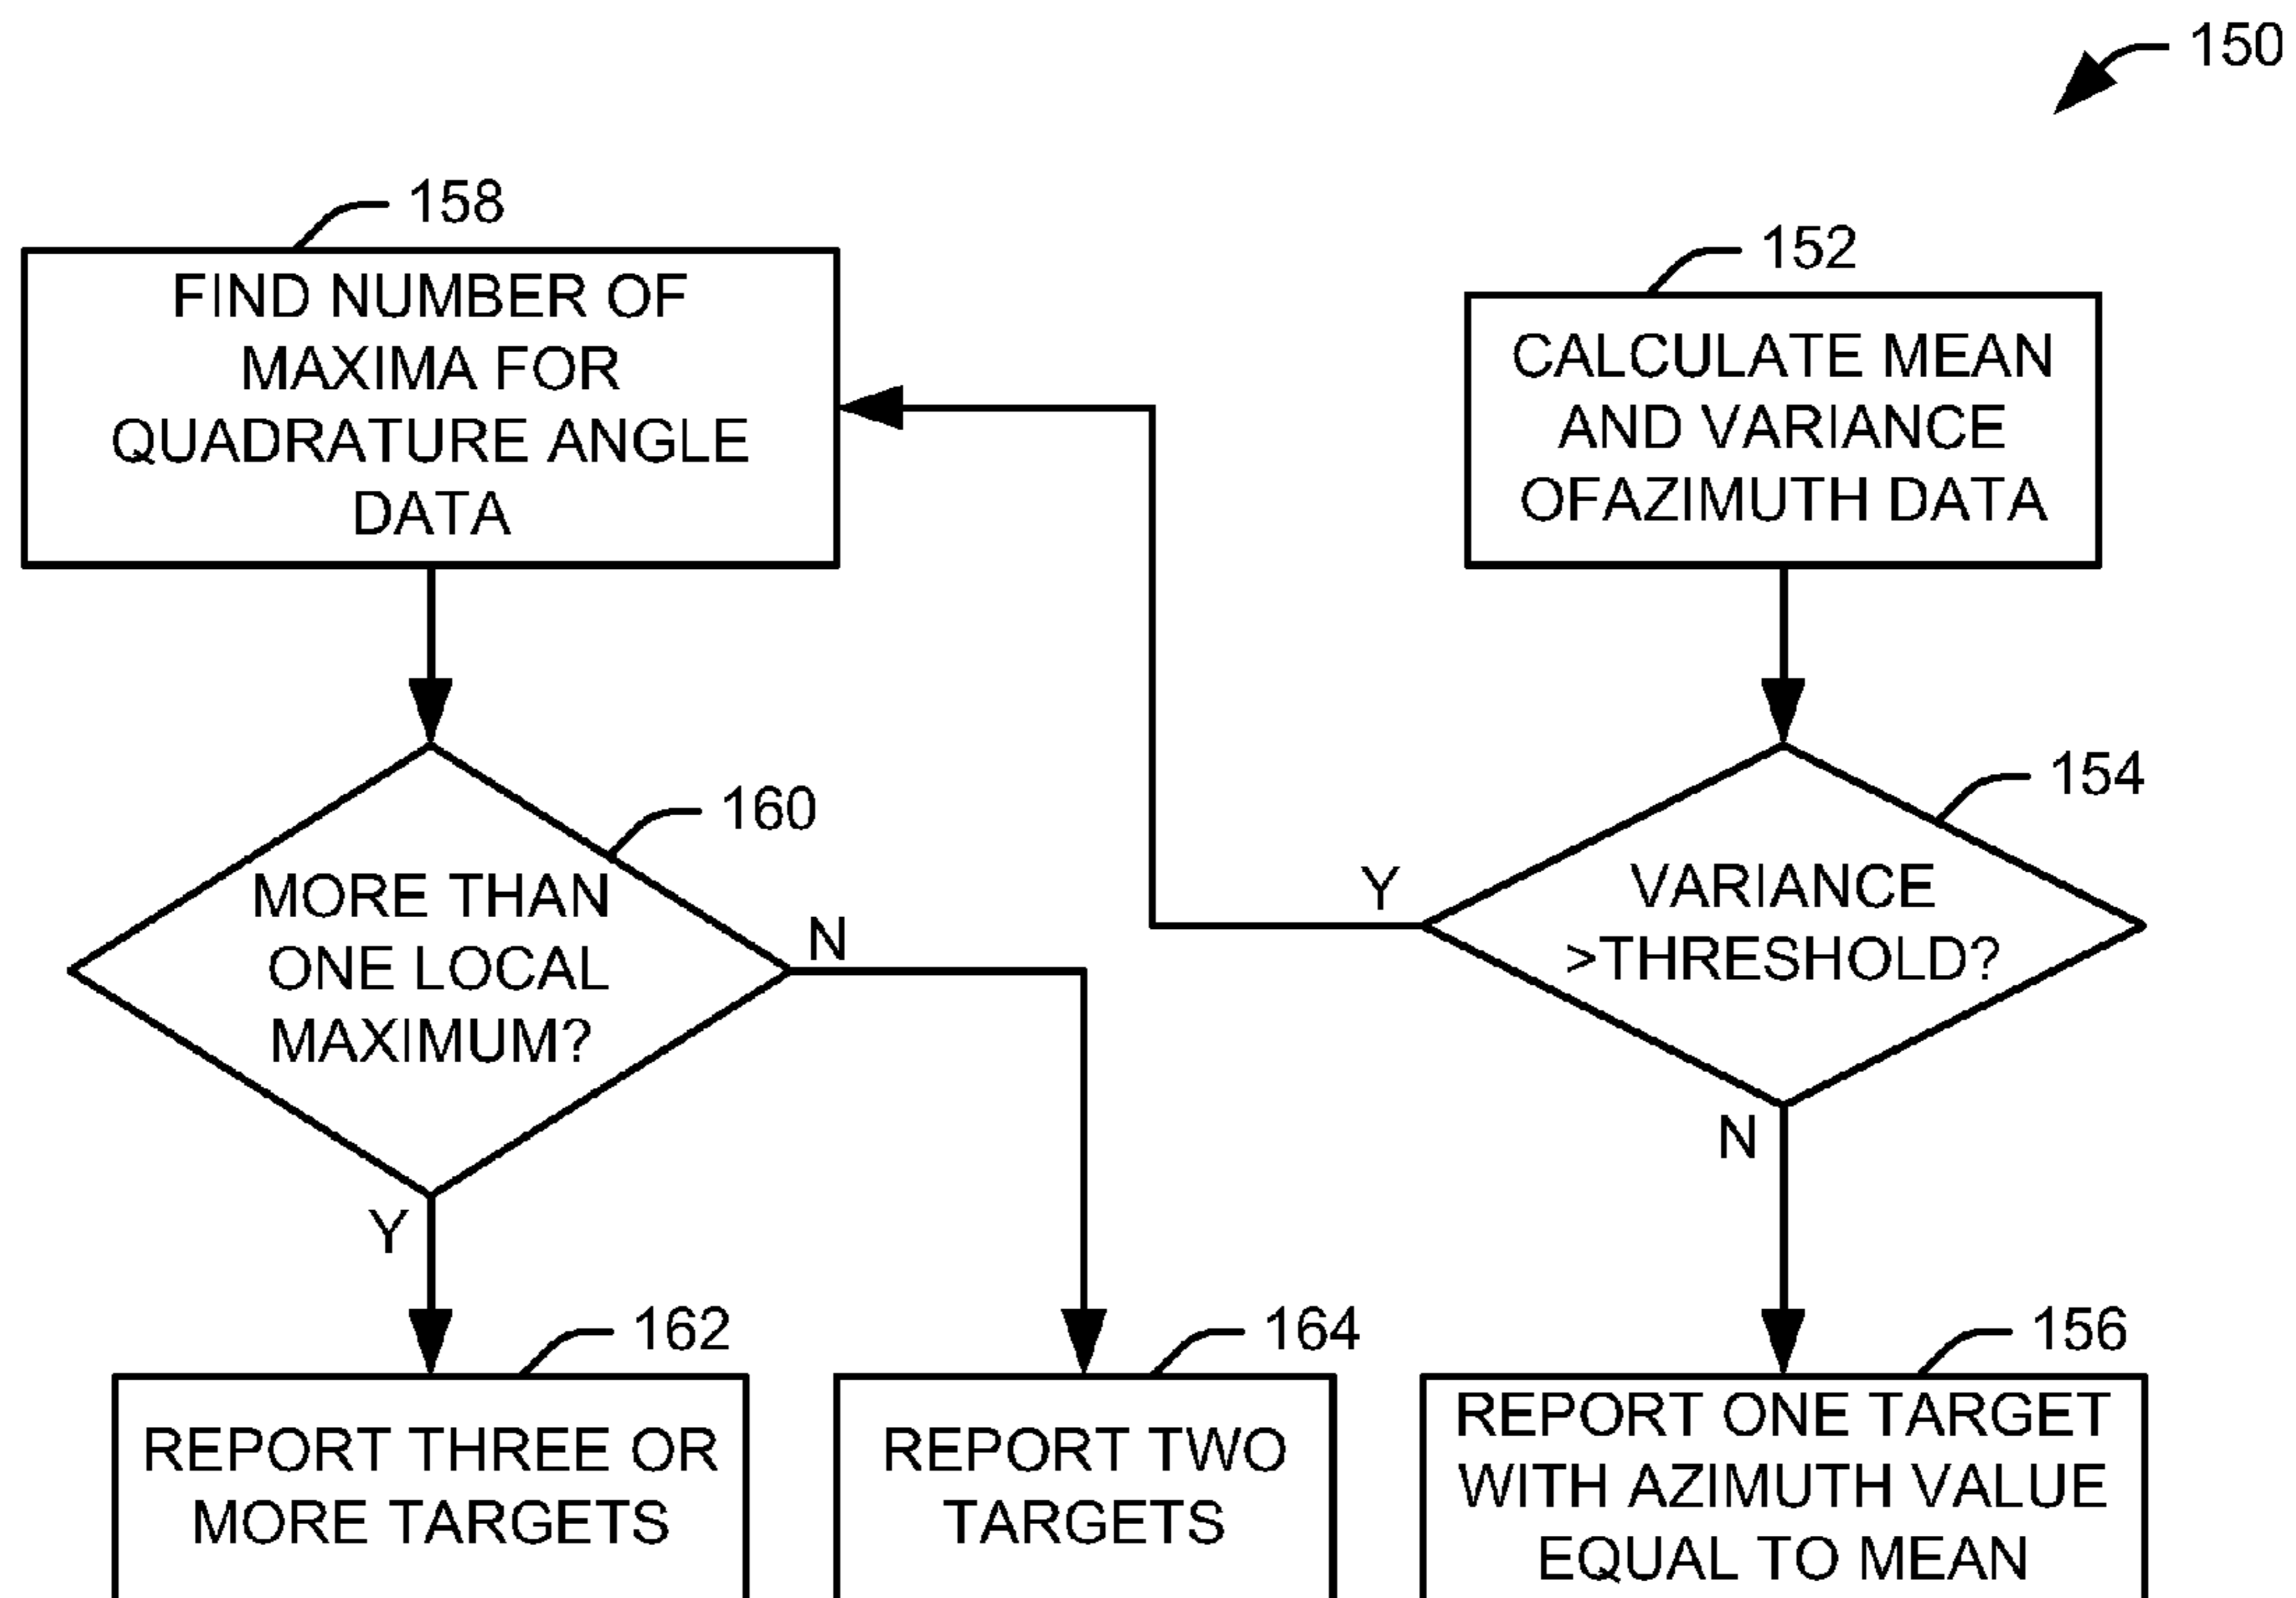 150
158
FIND NUMBER OF
MAXIMA FOR
QUADRATURE ANGLE
DATA
152
CALCULATE MEAN
AND VARIANCE
OFAZIMUTH DATA
160
MORE THAN
ONE LOCAL
MAXIMUM?
N
Y
154
VARIANCE
>THRESHOLD?
Y
N
162
REPORT THREE OR
MORE TARGETS
164
REPORT TWO
TARGETS
156
REPORT ONE TARGET
WITH AZIMUTH VALUE
EQUAL TO MEAN